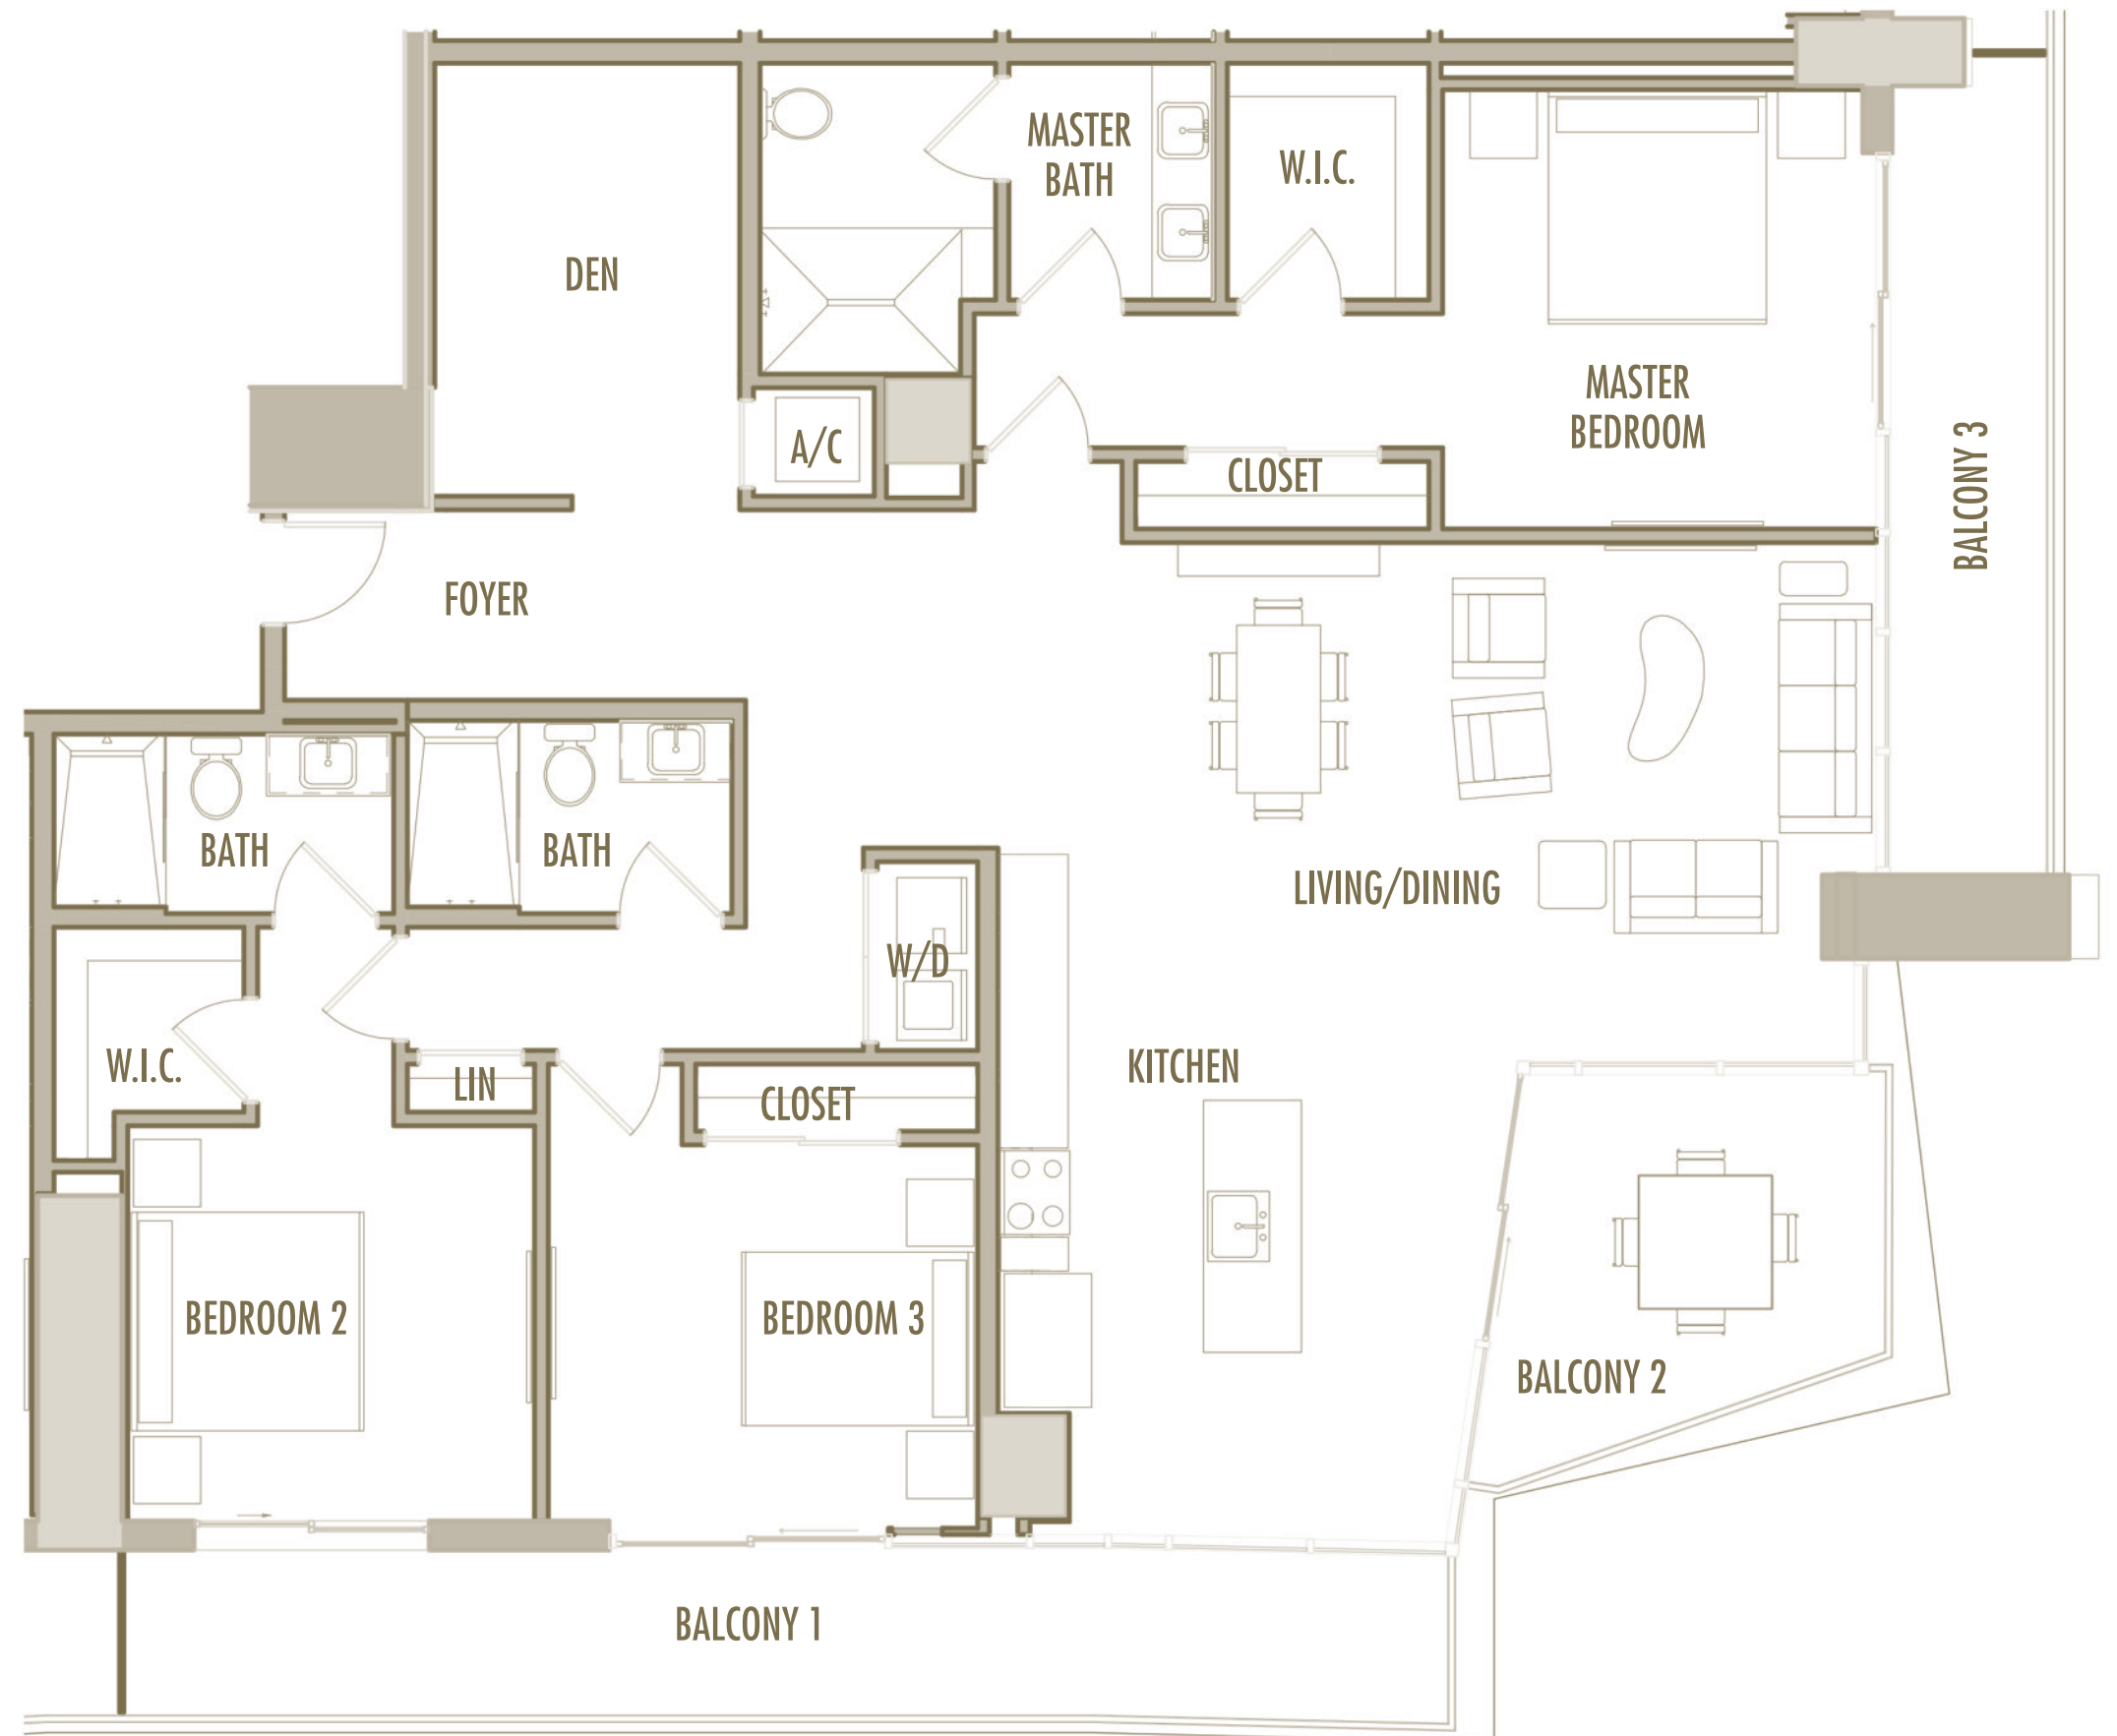 MASTER
BATH
W.I.C.
DEN
MASTER
BEDROOM
A/C
CLOSET
BALCONY 3
FOYER
BATH
BATH
LIVING/DINING
W/D
KITCHEN
W.I.C.
LIN
CLOSET
BEDROOM 2
BEDROOM 3
BALCONY 2
BALCONY 1